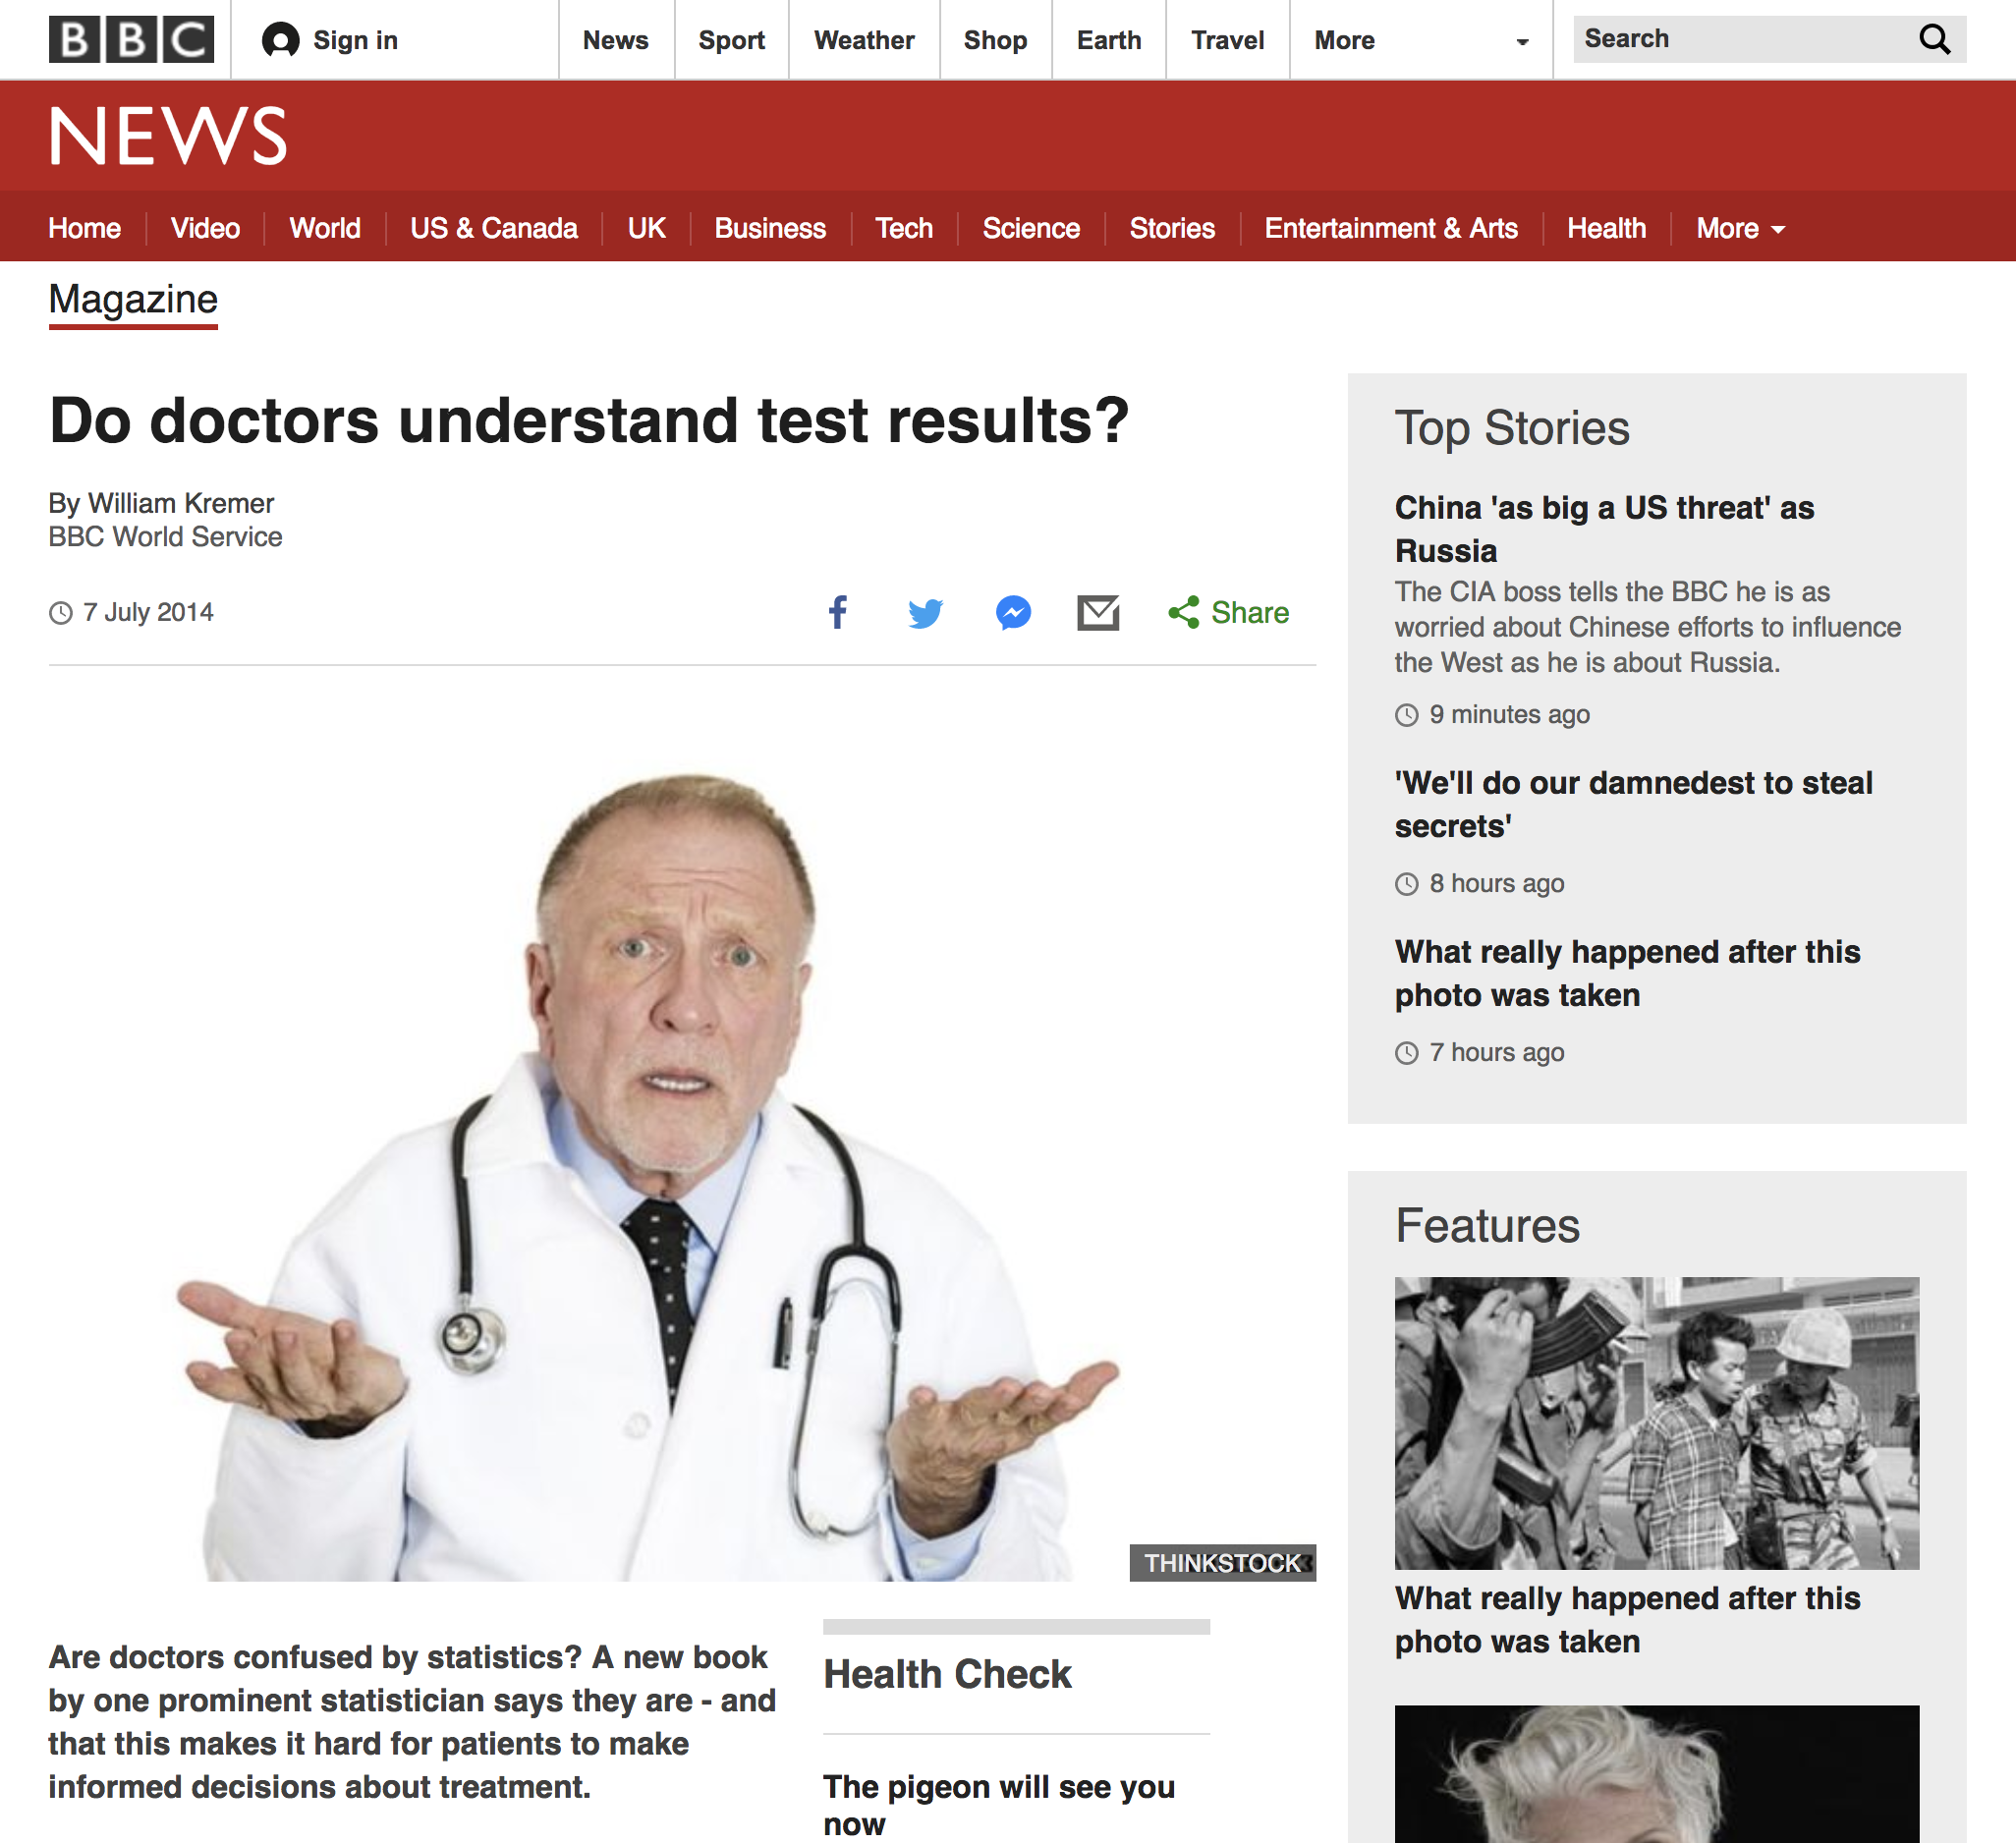 BBC
Sign in
News
Sport
Weather
Shop
Earth
Travel
More
Search
NEWS
Home
Video
World
US & Canada
UK
Business
Tech
Science
Stories
Entertainment & Arts
Health
More
Magazine
Do doctors understand test results?
By William Kremer
BBC World Service
7 July 2014
Share
THINKSTOCK
Are doctors confused by statistics? A new book
by one prominent statistician says they are - and
that this makes it hard for patients to make
informed decisions about treatment.
Health Check
The pigeon will see you
now
Top Stories
China 'as big a US threat' as
Russia
The CIA boss tells the BBC he is as
worried about Chinese efforts to influence
the West as he is about Russia.
9 minutes ago
'We'll do our damnedest to steal
secrets'
8 hours ago
What really happened after this
photo was taken
7 hours ago
Features
What really happened after this
photo was taken